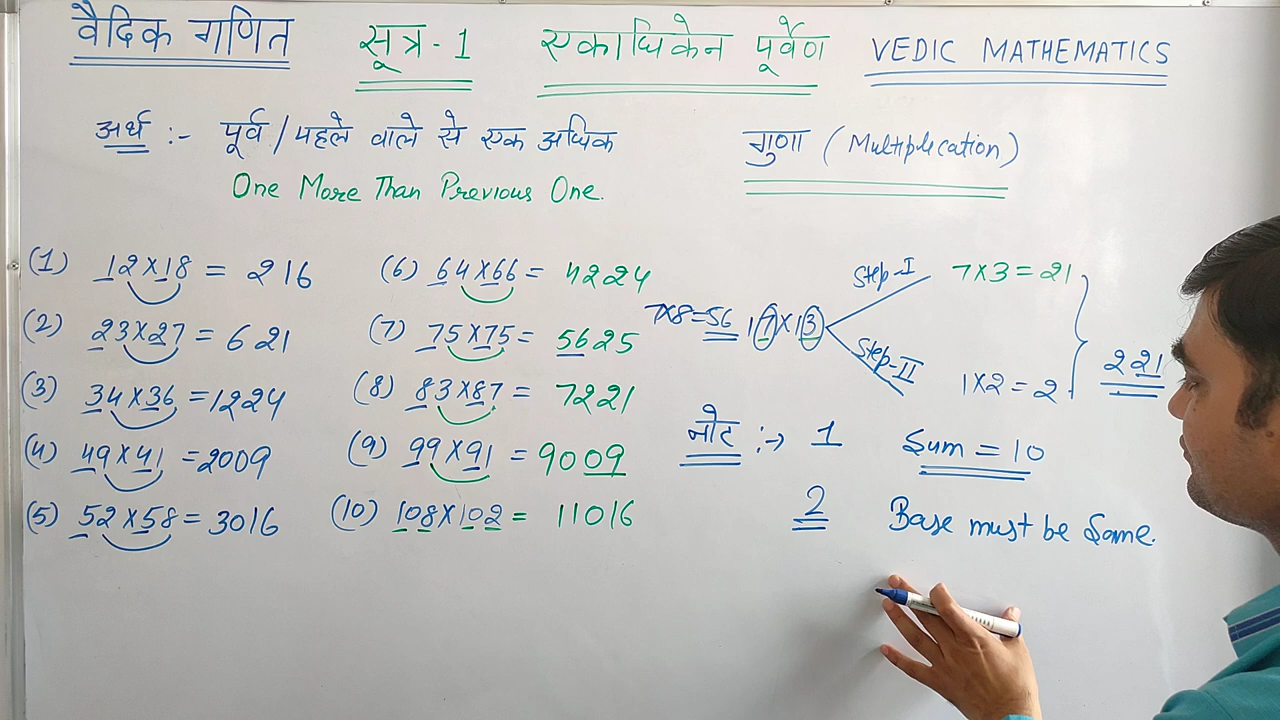 वैदिक गणित सूत्र-1 एकाधिकेन पूर्वेण VEDIC MATHEMATICS
अर्थ :- पूर्व/पहले वाले से एक अधिक गुणा (Multiplication)
One More Than Previous One.
(1) 12×18 = 216
(2) 23×27 = 621
(3) 34×36 = 1224
(4) 49×41 = 2009
(5) 52×58 = 3016
(6) 64×66 = 4224
(7) 75×75 = 5625
(8) 83×87 = 7221
(9) 99×91 = 9009
(10) 108×102 = 11016
7×8=56 17×13
Step-I 7×3=21
Step-II 1×2=2
221
नोट :→ 1 Sum = 10
2 Base must be Same.